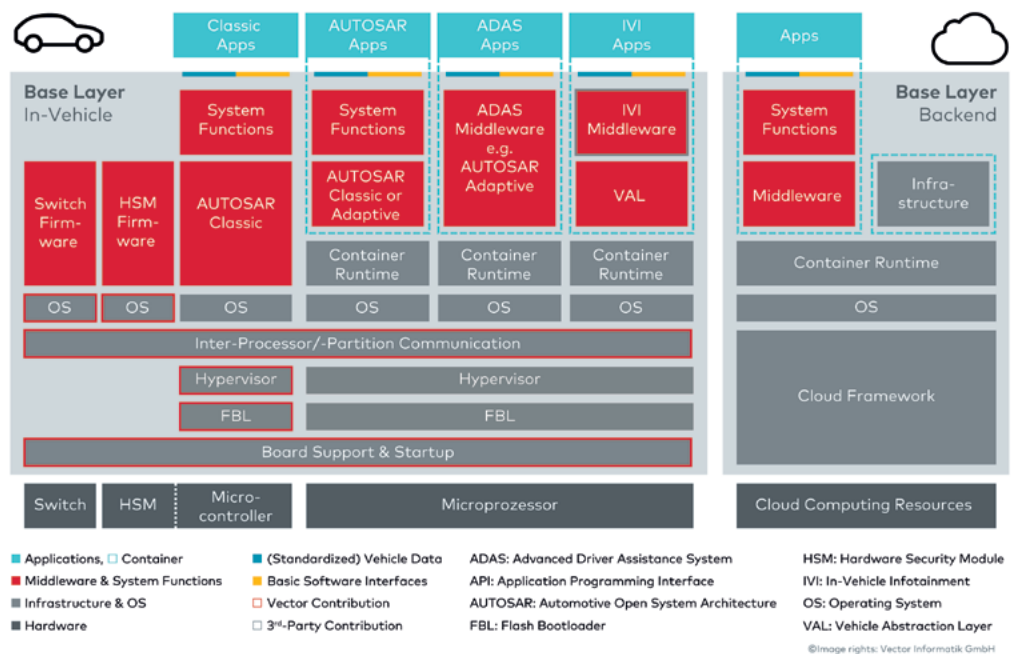 Classic
Apps
AUTOSAR
Apps
ADAS
Apps
IVI
Apps
Apps
Base Layer
In-Vehicle
System
Functions
System
Functions
ADAS
Middleware
e.g.
AUTOSAR
Adaptive
IVI
Middleware
System
Functions
Base Layer
Backend
Switch
Firm-
ware
HSM
Firm-
ware
AUTOSAR
Classic
AUTOSAR
Classic or
Adaptive
VAL
Middleware
Infra-
structure
Container
Runtime
Container
Runtime
Container
Runtime
Container Runtime
OS
OS
OS
OS
OS
OS
OS
Inter-Processor/-Partition Communication
Hypervisor
Hypervisor
Cloud Framework
FBL
FBL
Board Support & Startup
Switch
HSM
Micro-
controller
Microprozessor
Cloud Computing Resources
Applications, Container
Middleware & System Functions
Infrastructure & OS
Hardware
(Standardized) Vehicle Data
Basic Software Interfaces
Vector Contribution
3rd-Party Contribution
ADAS: Advanced Driver Assistance System
API: Application Programming Interface
AUTOSAR: Automotive Open System Architecture
FBL: Flash Bootloader
HSM: Hardware Security Module
IVI: In-Vehicle Infotainment
OS: Operating System
VAL: Vehicle Abstraction Layer
©Image rights: Vector Informatik GmbH